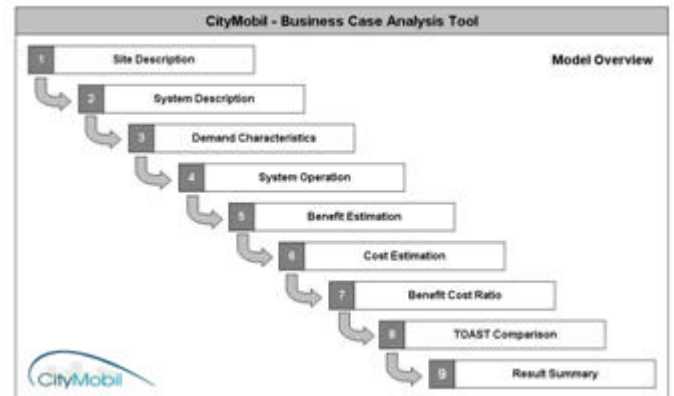 CityMobil - Business Case Analysis Tool
Model Overview
1 Site Description
2 System Description
3 Demand Characteristics
4 System Operation
5 Benefit Estimation
6 Cost Estimation
7 Benefit Cost Ratio
8 TOAST Comparison
9 Result Summary
CityMobil